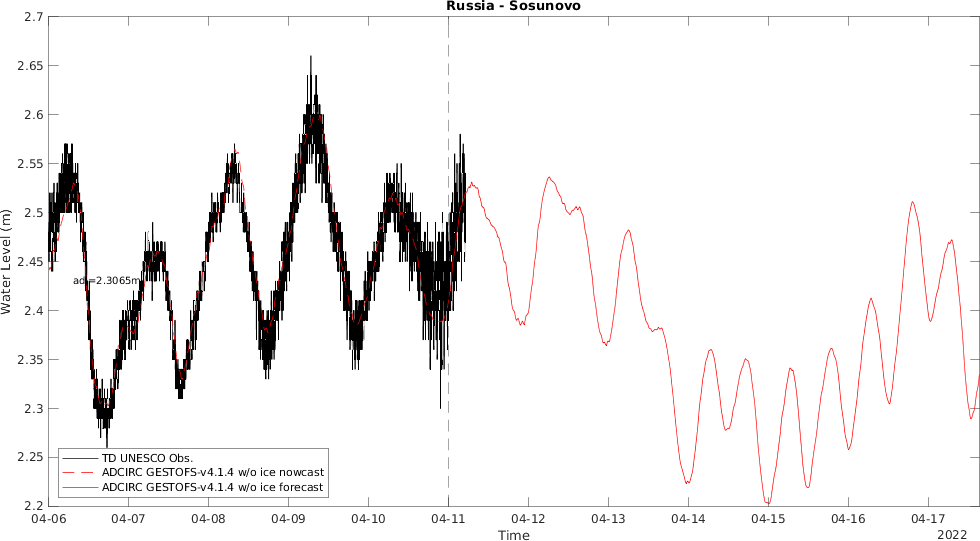 Russia - Sosunovo
2.7
2.65
2.6
2.55
2.5
2.45
2.4
2.35
2.3
2.25
2.2
Water Level (m)
adj=2.3065m
TD UNESCO Obs.
ADCIRC GESTOFS-v4.1.4 w/o ice nowcast
ADCIRC GESTOFS-v4.1.4 w/o ice forecast
04-06 04-07 04-08 04-09 04-10 04-11 04-12 04-13 04-14 04-15 04-16 04-17
Time
2022